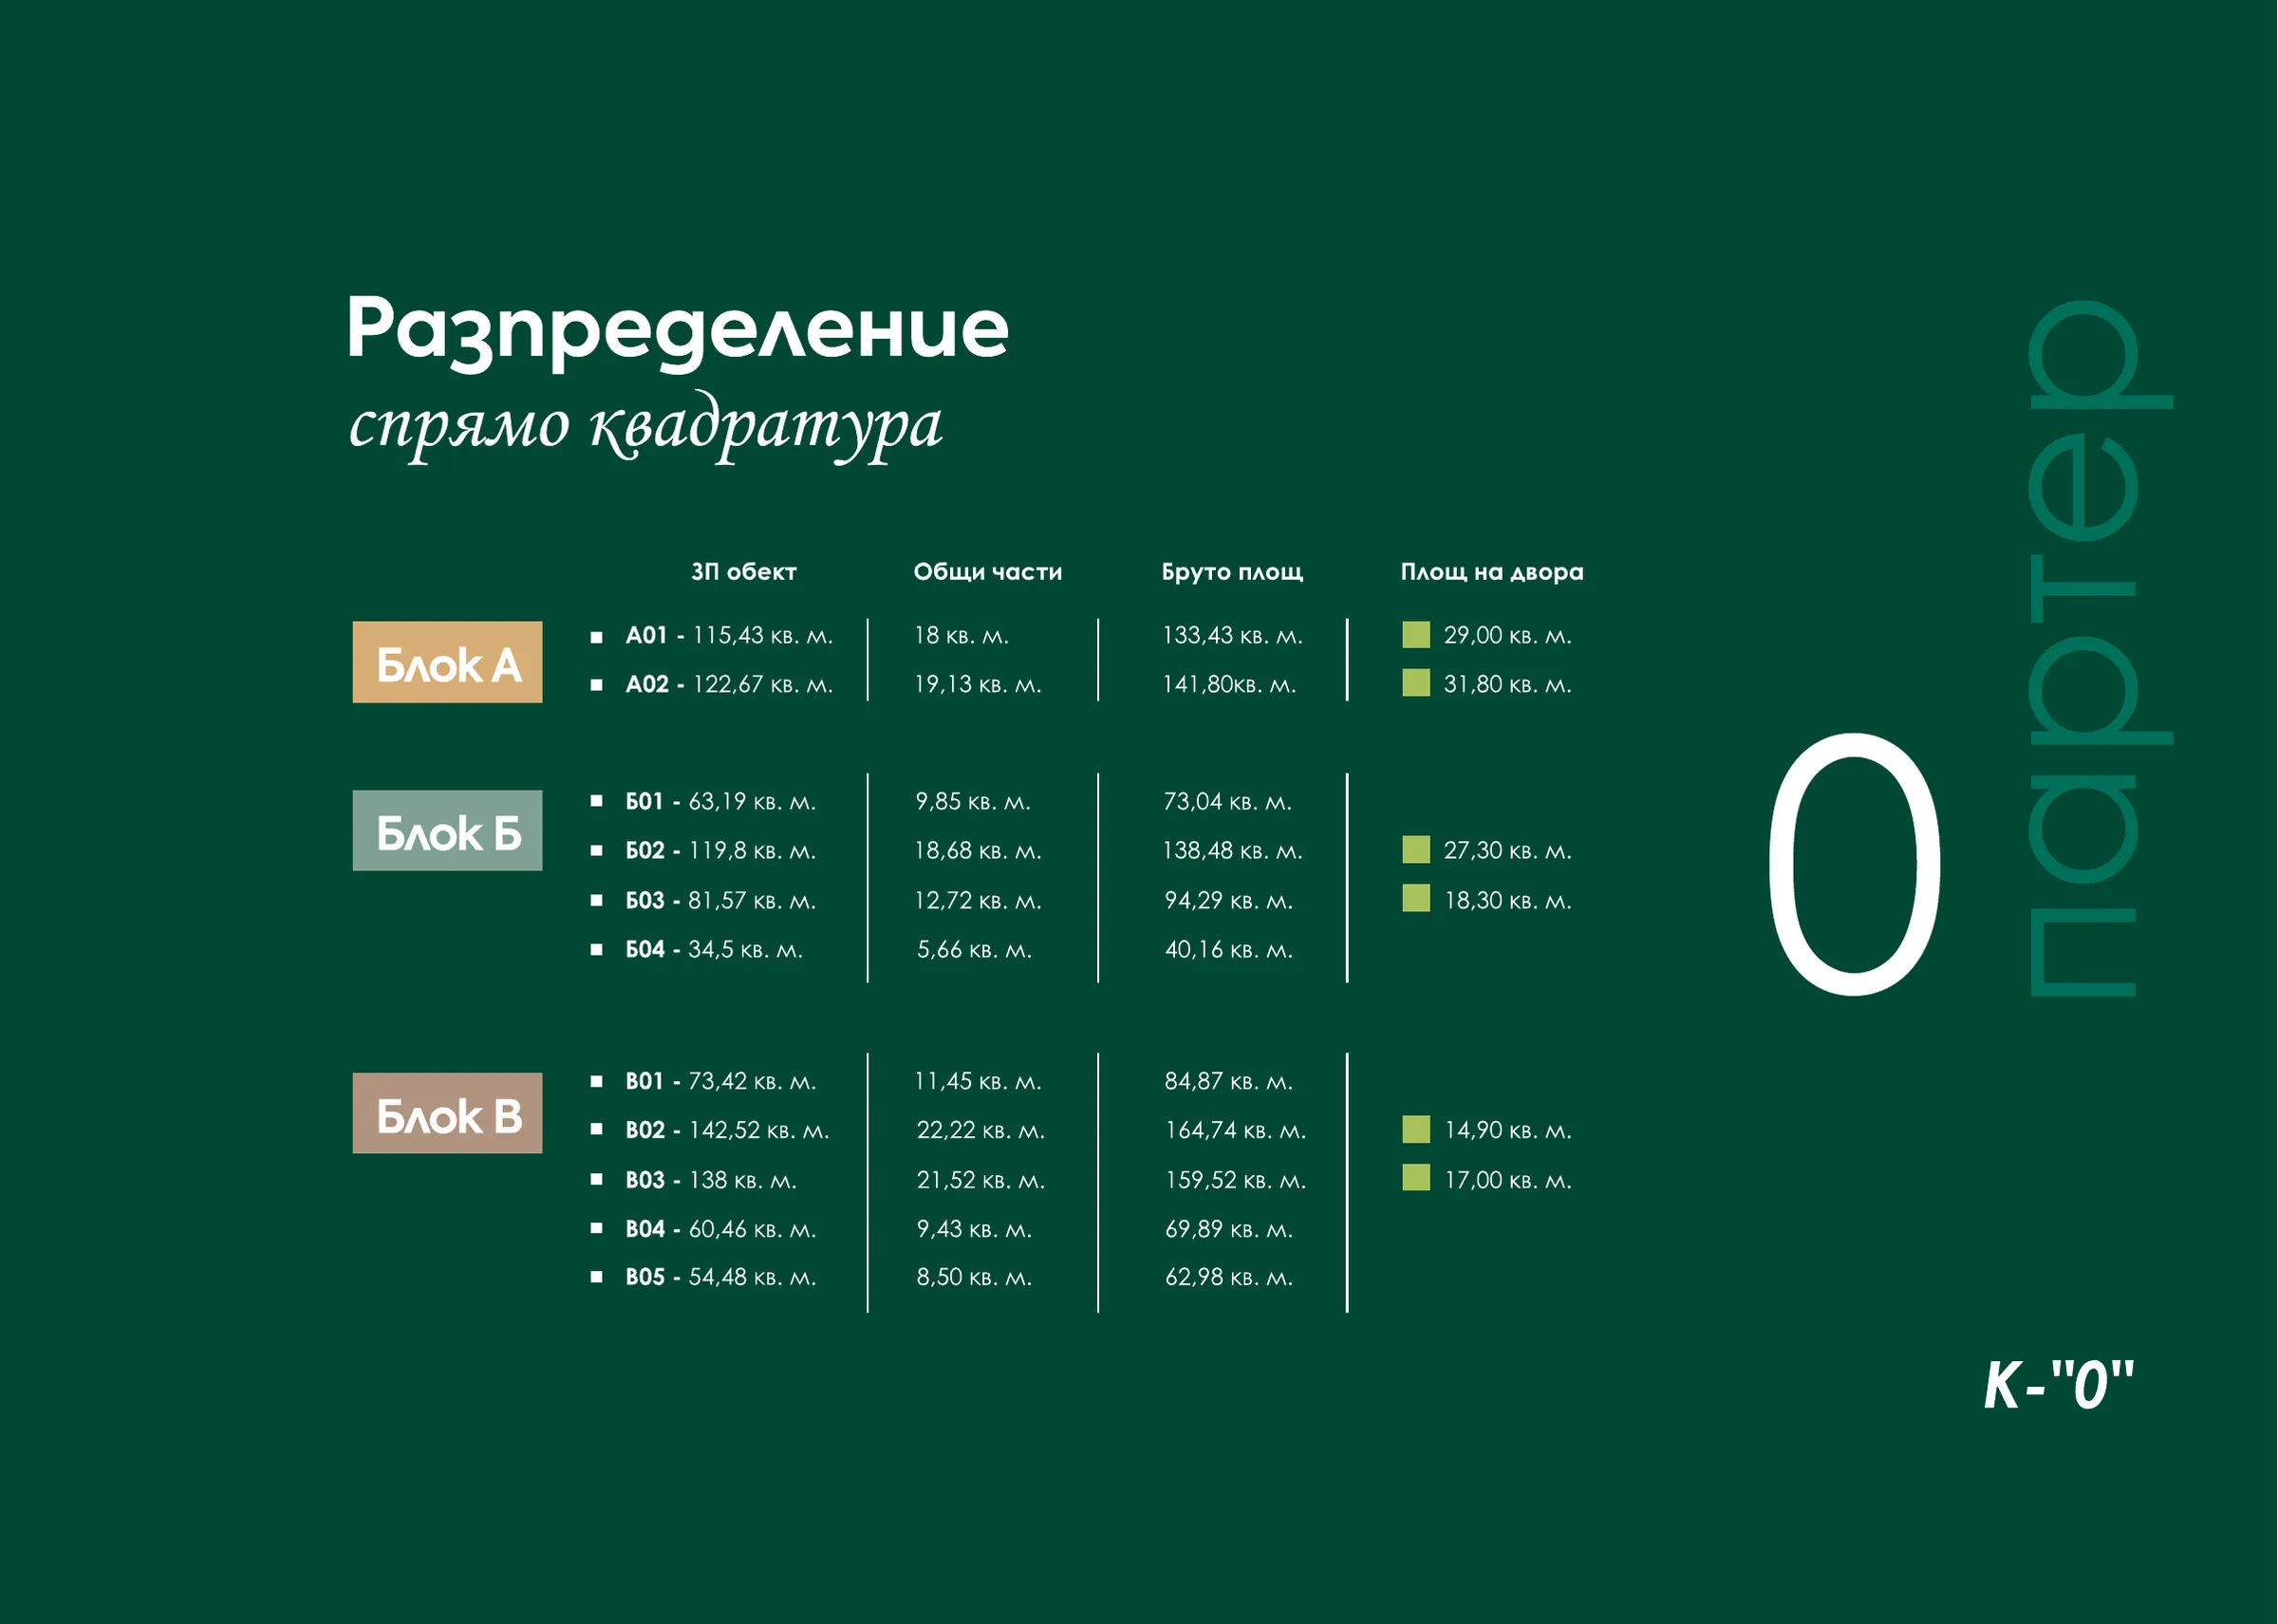 Разпределение
спрямо квадратура
ЗП обект Общи части Бруто площ Площ на двора
Блок А
А01 - 115,43 кв. м. 18 кв. м. 133,43 кв. м. 29,00 кв. м.
А02 - 122,67 кв. м. 19,13 кв. м. 141,80кв. м. 31,80 кв. м.
Блок Б
Б01 - 63,19 кв. м. 9,85 кв. м. 73,04 кв. м.
Б02 - 119,8 кв. м. 18,68 кв. м. 138,48 кв. м. 27,30 кв. м.
Б03 - 81,57 кв. м. 12,72 кв. м. 94,29 кв. м. 18,30 кв. м.
Б04 - 34,5 кв. м. 5,66 кв. м. 40,16 кв. м.
Блок В
В01 - 73,42 кв. м. 11,45 кв. м. 84,87 кв. м.
В02 - 142,52 кв. м. 22,22 кв. м. 164,74 кв. м. 14,90 кв. м.
В03 - 138 кв. м. 21,52 кв. м. 159,52 кв. м. 17,00 кв. м.
В04 - 60,46 кв. м. 9,43 кв. м. 69,89 кв. м.
В05 - 54,48 кв. м. 8,50 кв. м. 62,98 кв. м.
0
партер
К-"0"